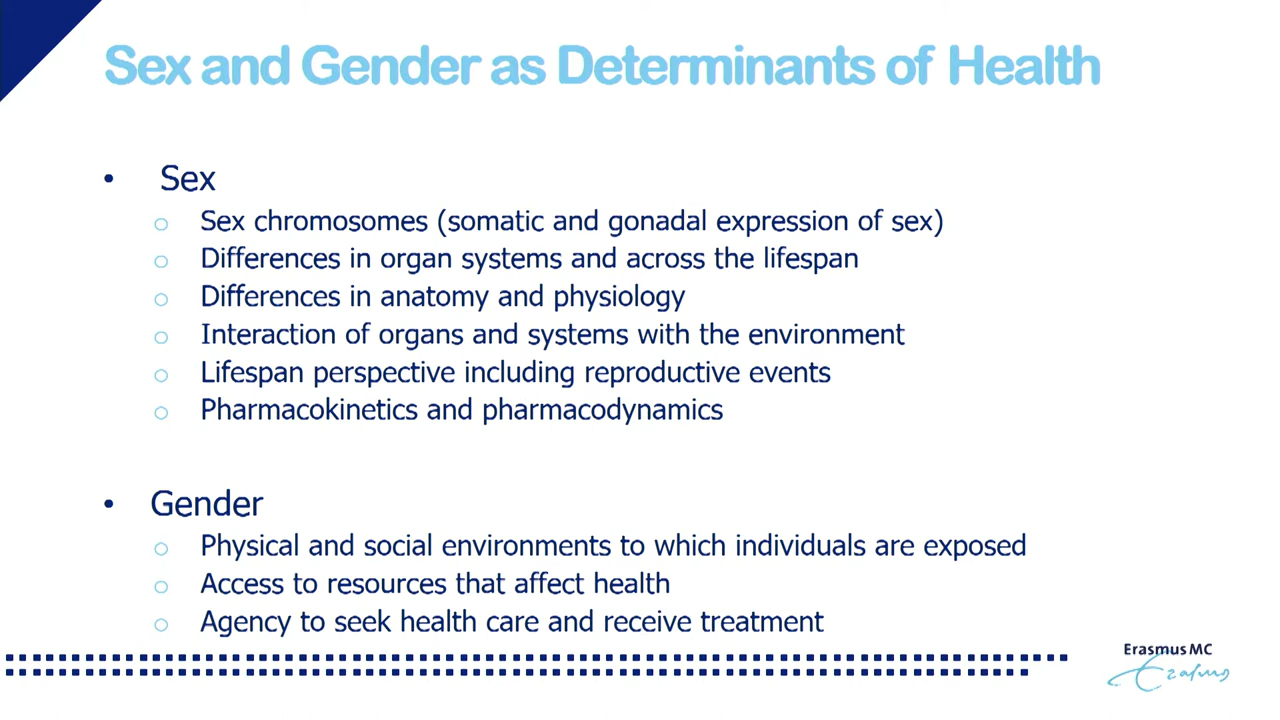 Sex and Gender as Determinants of Health
• Sex
o Sex chromosomes (somatic and gonadal expression of sex)
o Differences in organ systems and across the lifespan
o Differences in anatomy and physiology
o Interaction of organs and systems with the environment
o Lifespan perspective including reproductive events
o Pharmacokinetics and pharmacodynamics
• Gender
o Physical and social environments to which individuals are exposed
o Access to resources that affect health
o Agency to seek health care and receive treatment
Erasmus MC
Erasmus